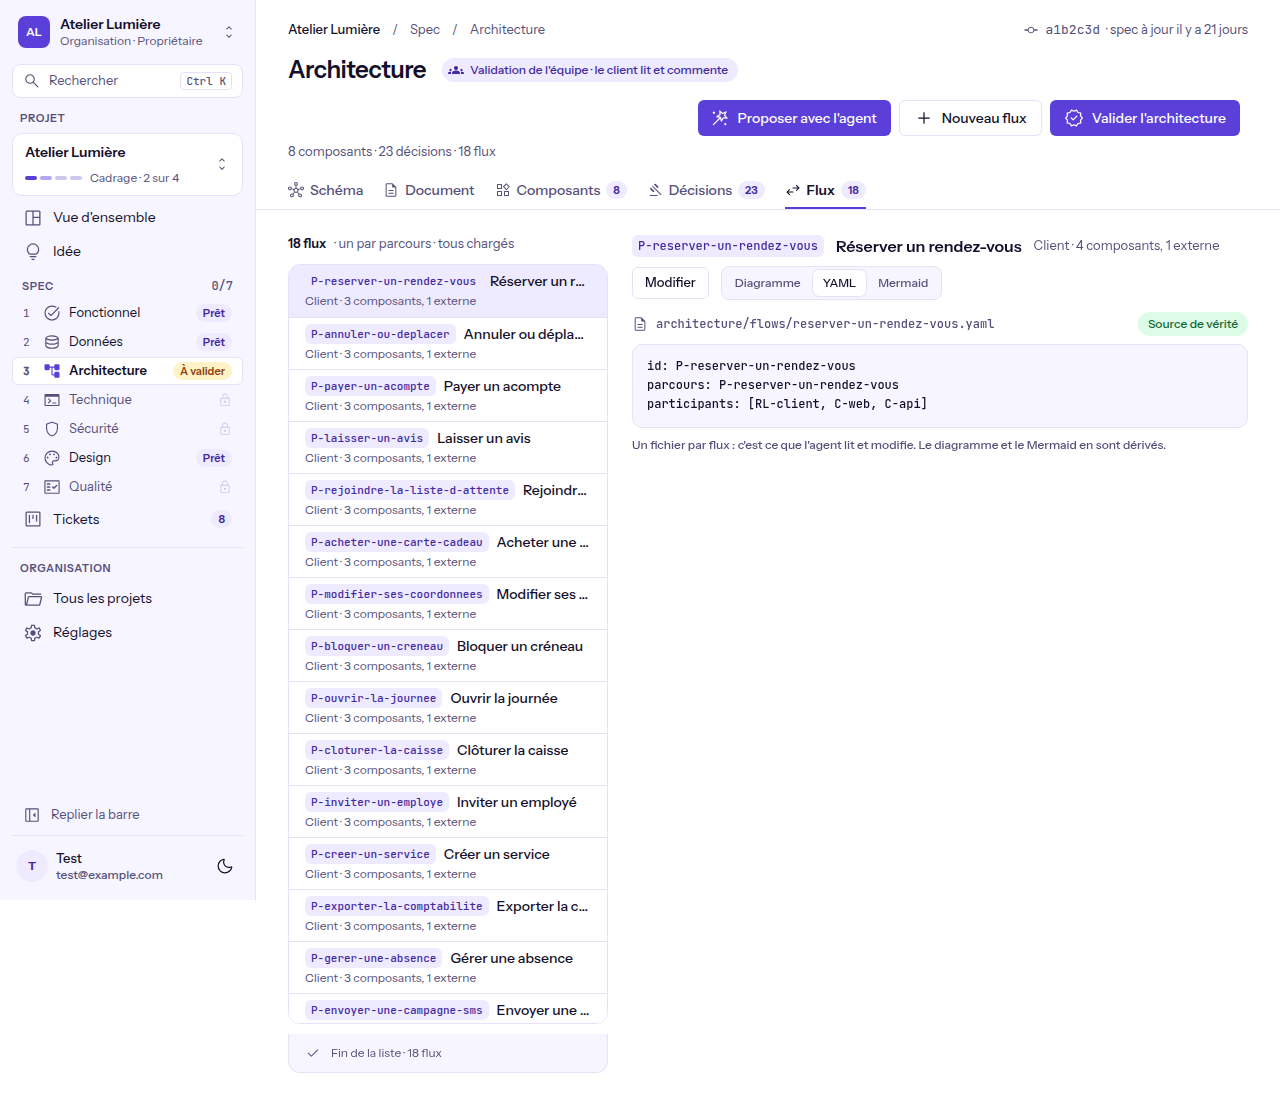 AL
Atelier Lumière
Organisation · Propriétaire
Rechercher
Ctrl K
PROJET
Atelier Lumière
Cadrage · 2 sur 4
Vue d'ensemble
Idée
SPEC 0/7
1 Fonctionnel Prêt
2 Données Prêt
3 Architecture À valider
4 Technique
5 Sécurité
6 Design Prêt
7 Qualité
Tickets 8
ORGANISATION
Tous les projets
Réglages
Replier la barre
T
Test
test@example.com
Atelier Lumière / Spec / Architecture
a1b2c3d · spec à jour il y a 21 jours
Architecture
Validation de l'équipe · le client lit et commente
Proposer avec l'agent
Nouveau flux
Valider l'architecture
8 composants · 23 décisions · 18 flux
Schéma
Document
Composants 8
Décisions 23
Flux 18
18 flux · un par parcours · tous chargés
P-reserver-un-rendez-vous Réserver un r...
Client · 3 composants, 1 externe
P-annuler-ou-deplacer Annuler ou dépla...
Client · 3 composants, 1 externe
P-payer-un-acompte Payer un acompte
Client · 3 composants, 1 externe
P-laisser-un-avis Laisser un avis
Client · 3 composants, 1 externe
P-rejoindre-la-liste-d-attente Rejoindr...
Client · 3 composants, 1 externe
P-acheter-une-carte-cadeau Acheter une ...
Client · 3 composants, 1 externe
P-modifier-ses-coordonnees Modifier ses ...
Client · 3 composants, 1 externe
P-bloquer-un-creneau Bloquer un créneau
Client · 3 composants, 1 externe
P-ouvrir-la-journee Ouvrir la journée
Client · 3 composants, 1 externe
P-cloturer-la-caisse Clôturer la caisse
Client · 3 composants, 1 externe
P-inviter-un-employe Inviter un employé
Client · 3 composants, 1 externe
P-creer-un-service Créer un service
Client · 3 composants, 1 externe
P-exporter-la-comptabilite Exporter la c...
Client · 3 composants, 1 externe
P-gerer-une-absence Gérer une absence
Client · 3 composants, 1 externe
P-envoyer-une-campagne-sms Envoyer une ...
Fin de la liste · 18 flux
P-reserver-un-rendez-vous Réserver un rendez-vous Client · 4 composants, 1 externe
Modifier
Diagramme
YAML
Mermaid
architecture/flows/reserver-un-rendez-vous.yaml
Source de vérité
id: P-reserver-un-rendez-vous
parcours: P-reserver-un-rendez-vous
participants: [RL-client, C-web, C-api]
Un fichier par flux : c'est ce que l'agent lit et modifie. Le diagramme et le Mermaid en sont dérivés.